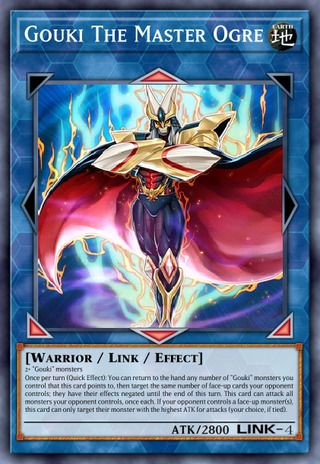 Gouki The Master Ogre
EARTH
地
[Warrior / Link / Effect]
2+ "Gouki" monsters
Once per turn (Quick Effect): You can return to the hand any number of "Gouki" monsters you
control that this card points to, then target the same number of face-up cards your opponent
controls; they have their effects negated until the end of this turn. This card can attack all
monsters your opponent controls, once each. If your opponent controls a face-up monster(s),
this card can only target their monster with the highest ATK for attacks (your choice, if tied).
ATK/2800 LINK-4